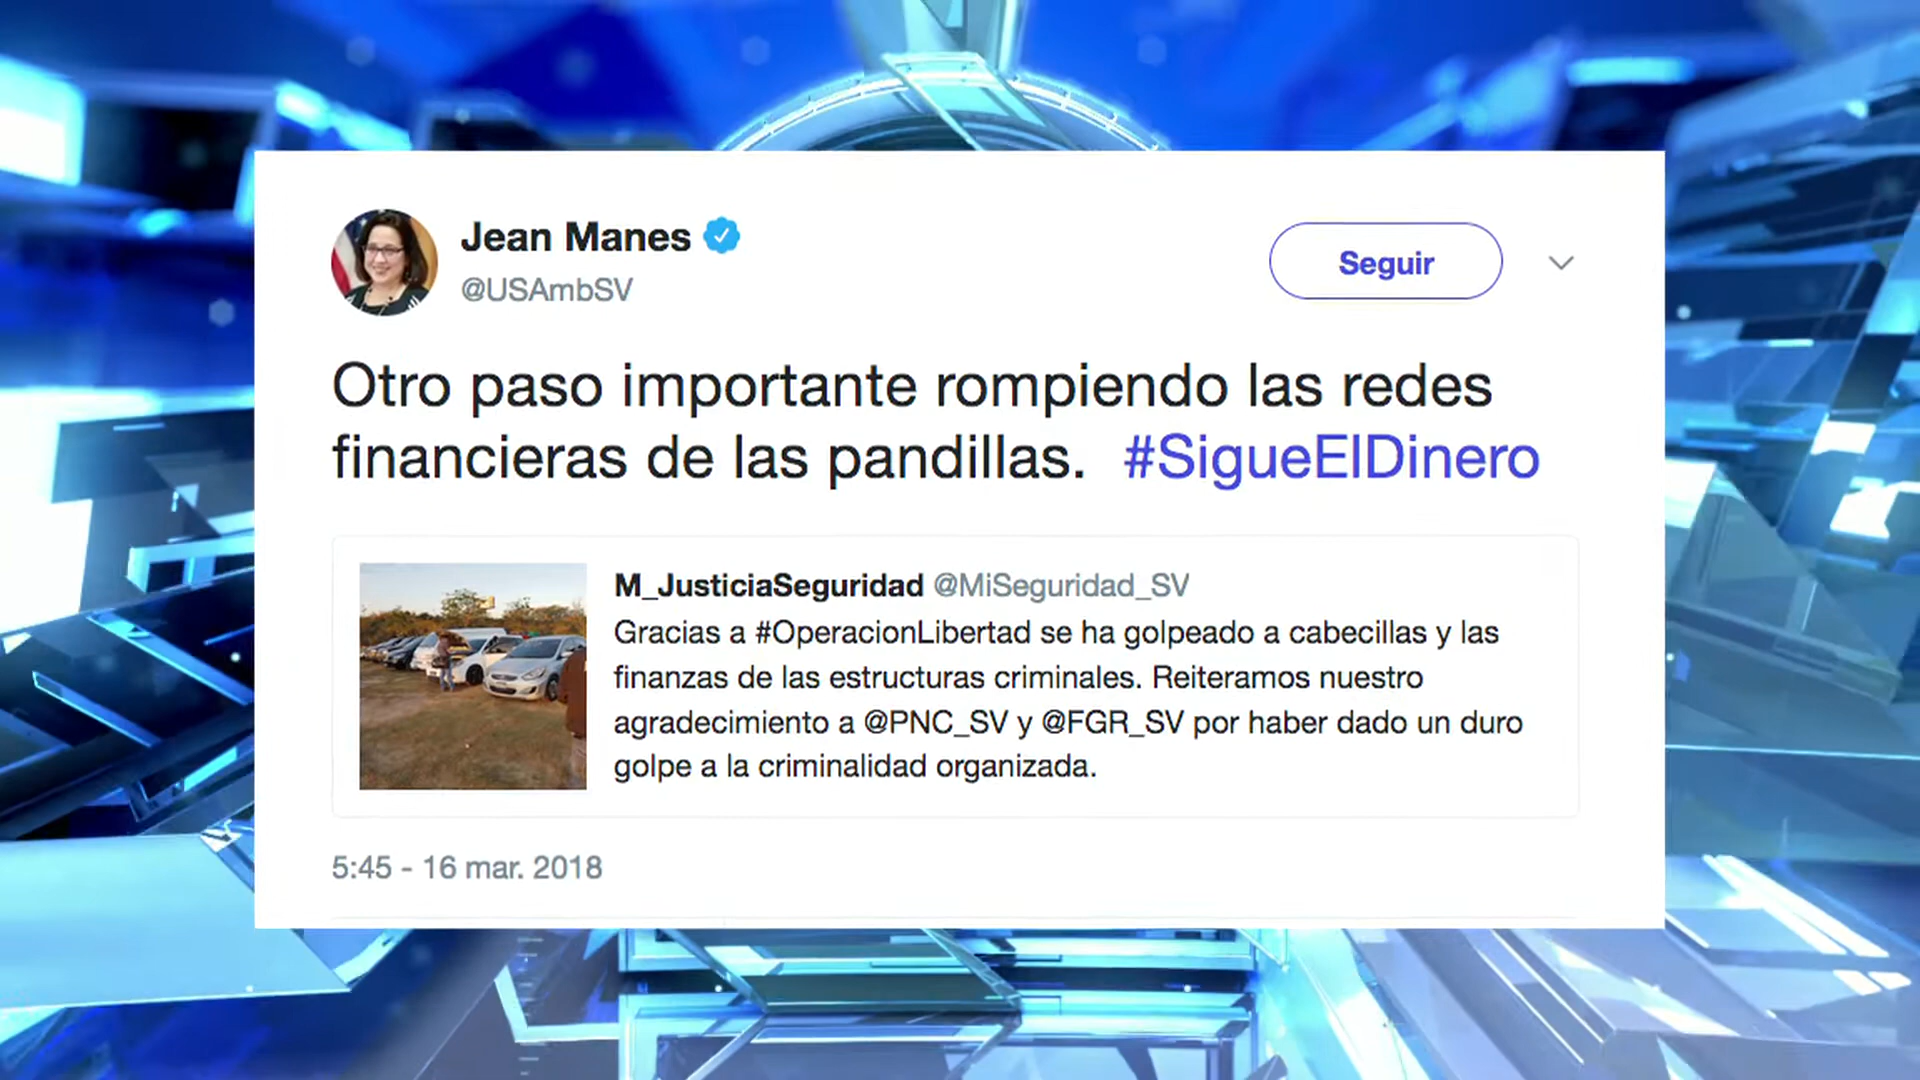 Jean Manes
@USAmbSV
Seguir
Otro paso importante rompiendo las redes
financieras de las pandillas. #SigueElDinero
M_JusticiaSeguridad @MiSeguridad_SV
Gracias a #OperacionLibertad se ha golpeado a cabecillas y las
finanzas de las estructuras criminales. Reiteramos nuestro
agradecimiento a @PNC_SV y @FGR_SV por haber dado un duro
golpe a la criminalidad organizada.
5:45 - 16 mar. 2018